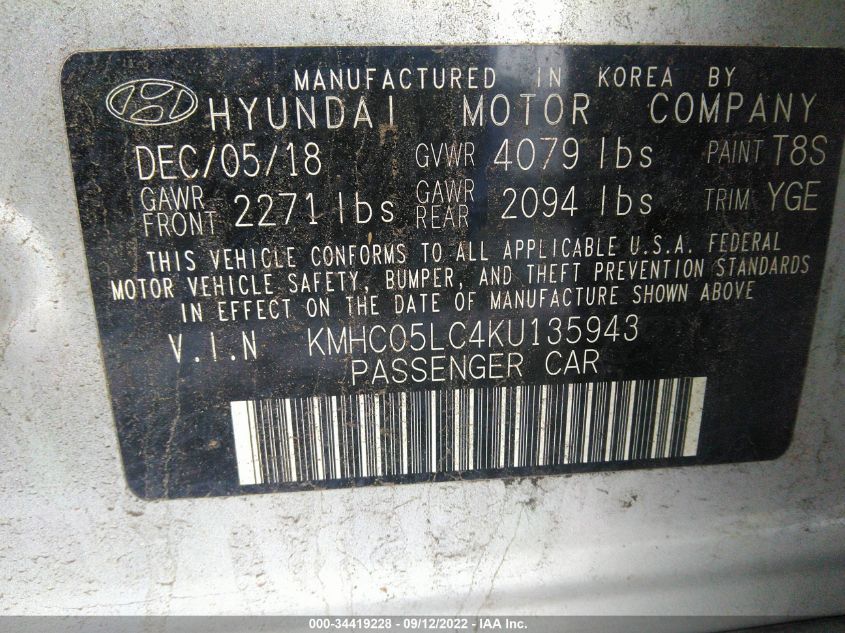 MANUFACTURED IN KOREA BY
HYUNDAI MOTOR COMPANY
DEC/05/18 GVWR 4079 lbs PAINT T8S
GAWR FRONT 2271 lbs GAWR REAR 2094 lbs TRIM YGE
THIS VEHICLE CONFORMS TO ALL APPLICABLE U.S.A. FEDERAL
MOTOR VEHICLE SAFETY, BUMPER, AND THEFT PREVENTION STANDARDS
IN EFFECT ON THE DATE OF MANUFACTURE SHOWN ABOVE
V.I.N KMHC05LC4KU135943
PASSENGER CAR
000-34419228 - 09/12/2022 - IAA Inc.